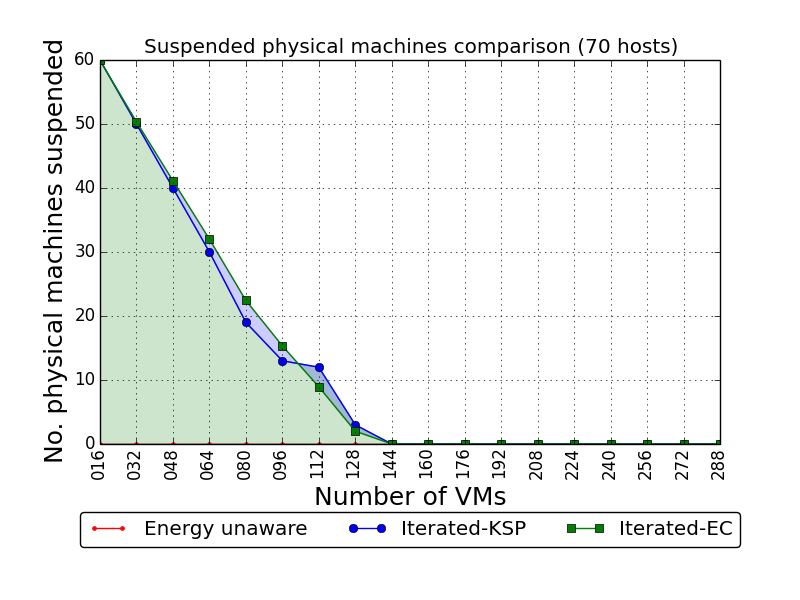 Suspended physical machines comparison (70 hosts)
No. physical machines suspended
60
50
40
30
20
10
0
016 032 048 064 080 096 112 128 144 160 176 192 208 224 240 256 272 288
Number of VMs
Energy unaware Iterated-KSP Iterated-EC